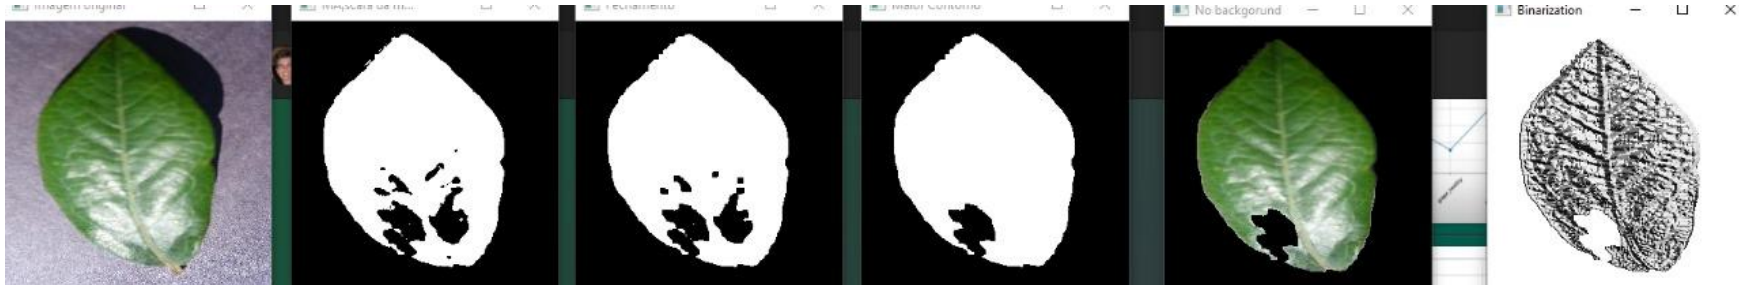 Imagem original
Fechamento
Maior Contorno
No backgorund
Binarization